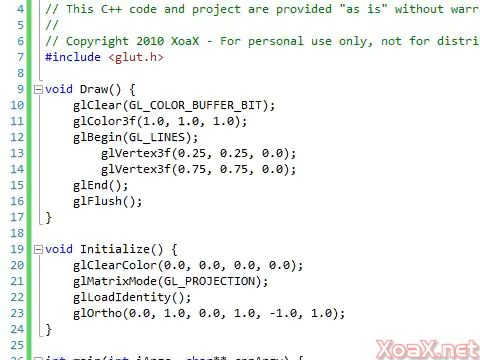 4 // This C++ code and project are provided "as is" without warr
5 //
6 // Copyright 2010 XoaX - For personal use only, not for distri
7 #include <glut.h>
8
9 void Draw() {
10 glClear(GL_COLOR_BUFFER_BIT);
11 glColor3f(1.0, 1.0, 1.0);
12 glBegin(GL_LINES);
13 glVertex3f(0.25, 0.25, 0.0);
14 glVertex3f(0.75, 0.75, 0.0);
15 glEnd();
16 glFlush();
17 }
18
19 void Initialize() {
20 glClearColor(0.0, 0.0, 0.0, 0.0);
21 glMatrixMode(GL_PROJECTION);
22 glLoadIdentity();
23 glOrtho(0.0, 1.0, 0.0, 1.0, -1.0, 1.0);
24 }
25
XoaX.net